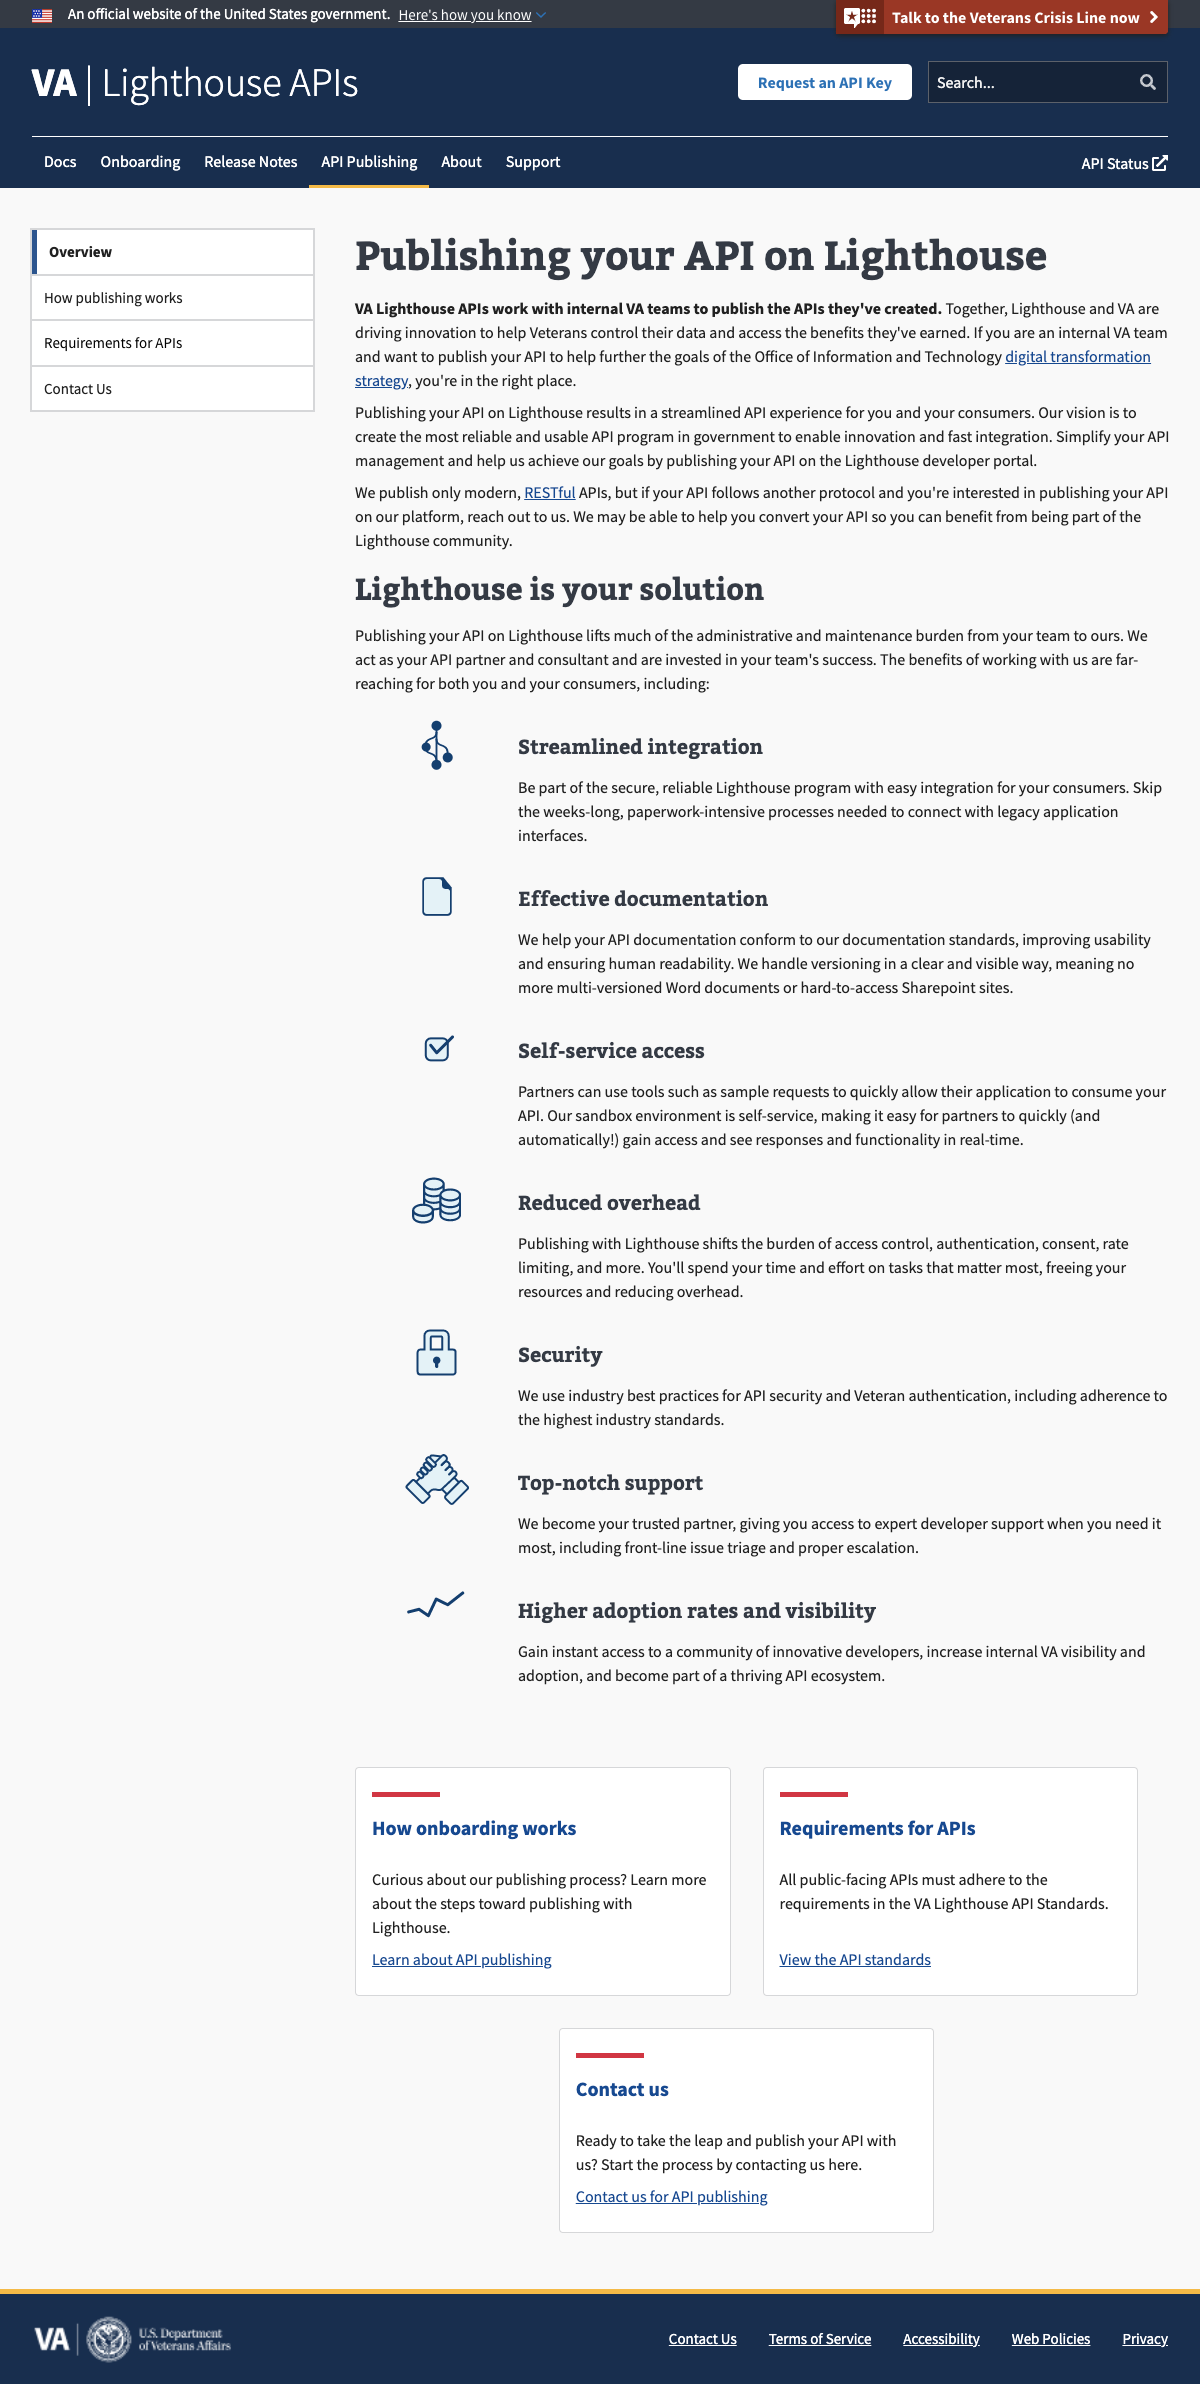 An official website of the United States government. Here's how you know
Talk to the Veterans Crisis Line now
VA | Lighthouse APIs
Request an API Key
Search...
Docs
Onboarding
Release Notes
API Publishing
About
Support
API Status
Overview
How publishing works
Requirements for APIs
Contact Us
Publishing your API on Lighthouse
VA Lighthouse APIs work with internal VA teams to publish the APIs they've created. Together, Lighthouse and VA are
driving innovation to help Veterans control their data and access the benefits they've earned. If you are an internal VA team
and want to publish your API to help further the goals of the Office of Information and Technology digital transformation
strategy, you're in the right place.
Publishing your API on Lighthouse results in a streamlined API experience for you and your consumers. Our vision is to
create the most reliable and usable API program in government to enable innovation and fast integration. Simplify your API
management and help us achieve our goals by publishing your API on the Lighthouse developer portal.
We publish only modern, RESTful APIs, but if your API follows another protocol and you're interested in publishing your API
on our platform, reach out to us. We may be able to help you convert your API so you can benefit from being part of the
Lighthouse community.
Lighthouse is your solution
Publishing your API on Lighthouse lifts much of the administrative and maintenance burden from your team to ours. We
act as your API partner and consultant and are invested in your team's success. The benefits of working with us are far-
reaching for both you and your consumers, including:
Streamlined integration
Be part of the secure, reliable Lighthouse program with easy integration for your consumers. Skip
the weeks-long, paperwork-intensive processes needed to connect with legacy application
interfaces.
Effective documentation
We help your API documentation conform to our documentation standards, improving usability
and ensuring human readability. We handle versioning in a clear and visible way, meaning no
more multi-versioned Word documents or hard-to-access Sharepoint sites.
Self-service access
Partners can use tools such as sample requests to quickly allow their application to consume your
API. Our sandbox environment is self-service, making it easy for partners to quickly (and
automatically!) gain access and see responses and functionality in real-time.
Reduced overhead
Publishing with Lighthouse shifts the burden of access control, authentication, consent, rate
limiting, and more. You'll spend your time and effort on tasks that matter most, freeing your
resources and reducing overhead.
Security
We use industry best practices for API security and Veteran authentication, including adherence to
the highest industry standards.
Top-notch support
We become your trusted partner, giving you access to expert developer support when you need it
most, including front-line issue triage and proper escalation.
Higher adoption rates and visibility
Gain instant access to a community of innovative developers, increase internal VA visibility and
adoption, and become part of a thriving API ecosystem.
How onboarding works
Curious about our publishing process? Learn more
about the steps toward publishing with
Lighthouse.
Learn about API publishing
Requirements for APIs
All public-facing APIs must adhere to the
requirements in the VA Lighthouse API Standards.
View the API standards
Contact us
Ready to take the leap and publish your API with
us? Start the process by contacting us here.
Contact us for API publishing
VA
U.S. Department
of Veterans Affairs
Contact Us
Terms of Service
Accessibility
Web Policies
Privacy